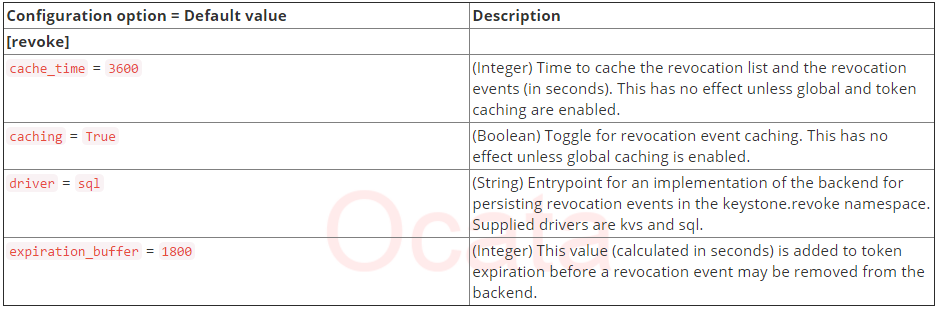 Configuration option = Default value
Description
[revoke]
cache_time = 3600
(Integer) Time to cache the revocation list and the revocation
events (in seconds). This has no effect unless global and token
caching are enabled.
caching = True
(Boolean) Toggle for revocation event caching. This has no
effect unless global caching is enabled.
driver = sql
(String) Entrypoint for an implementation of the backend for
persisting revocation events in the keystone.revoke namespace.
Supplied drivers are kvs and sql.
expiration_buffer = 1800
(Integer) This value (calculated in seconds) is added to token
expiration before a revocation event may be removed from the
backend.
Ocata